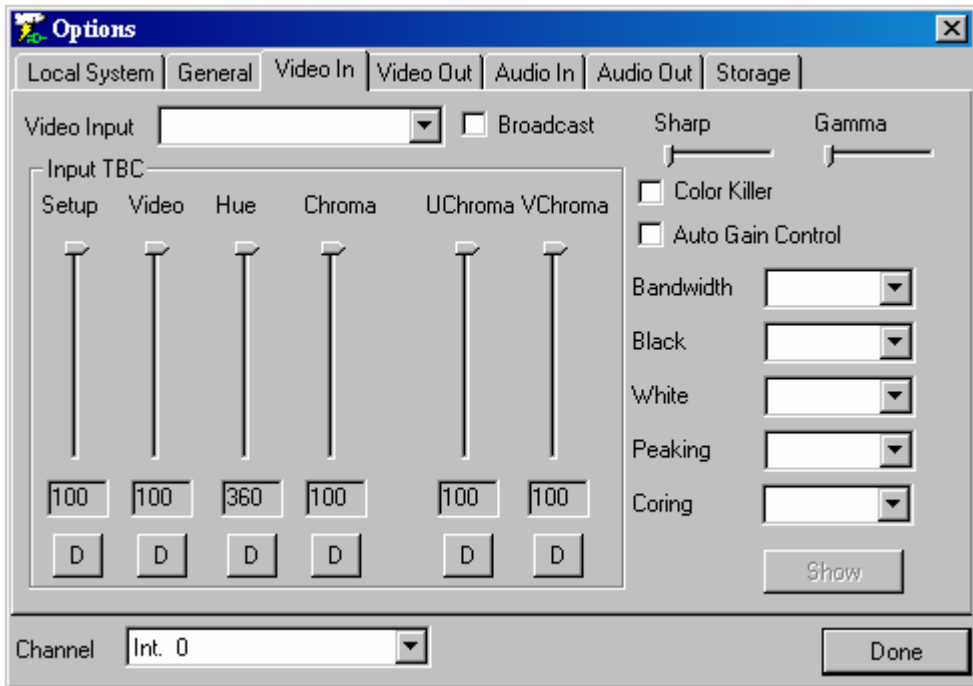 Options
Local System General Video In Video Out Audio In Audio Out Storage
Video Input Broadcast Sharp Gamma
Input TBC
Setup Video Hue Chroma UChroma VChroma
Color Killer
Auto Gain Control
Bandwidth
Black
White
Peaking
Coring
100 100 360 100 100 100
D D D D D D
Show
Channel Int. 0 Done